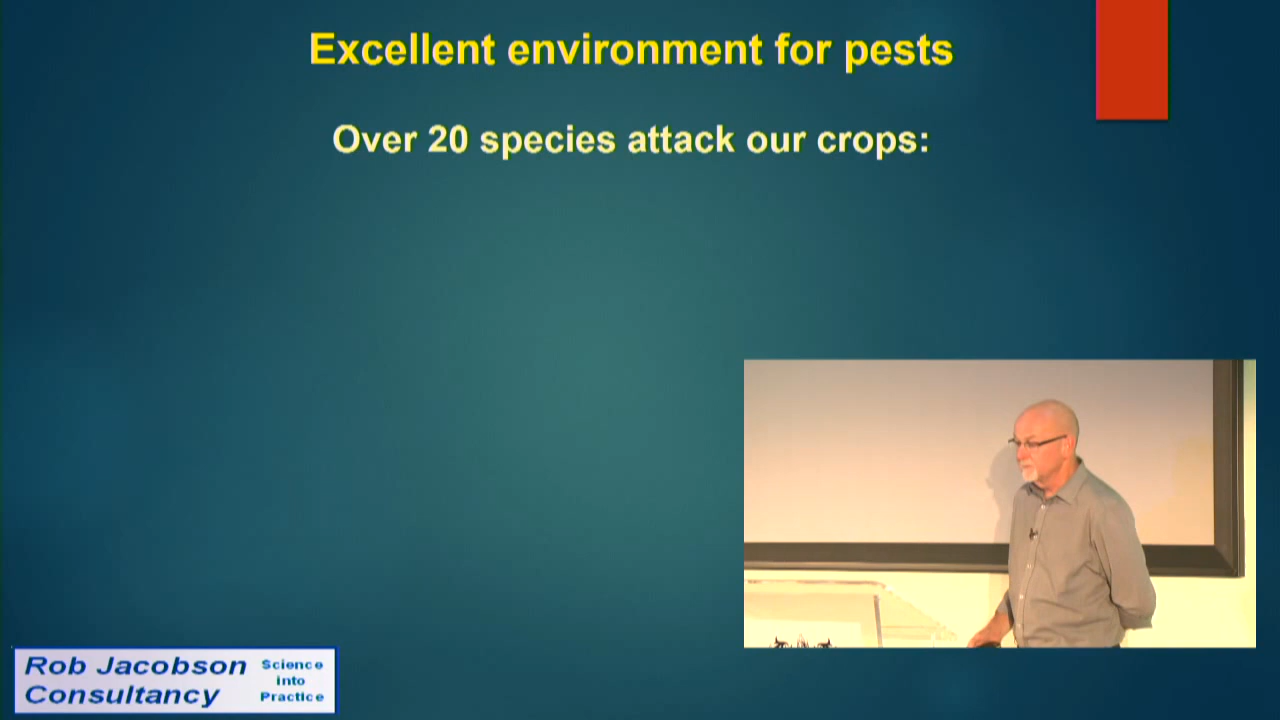 Excellent environment for pests
Over 20 species attack our crops:
Rob Jacobson
Consultancy
Science
into
Practice